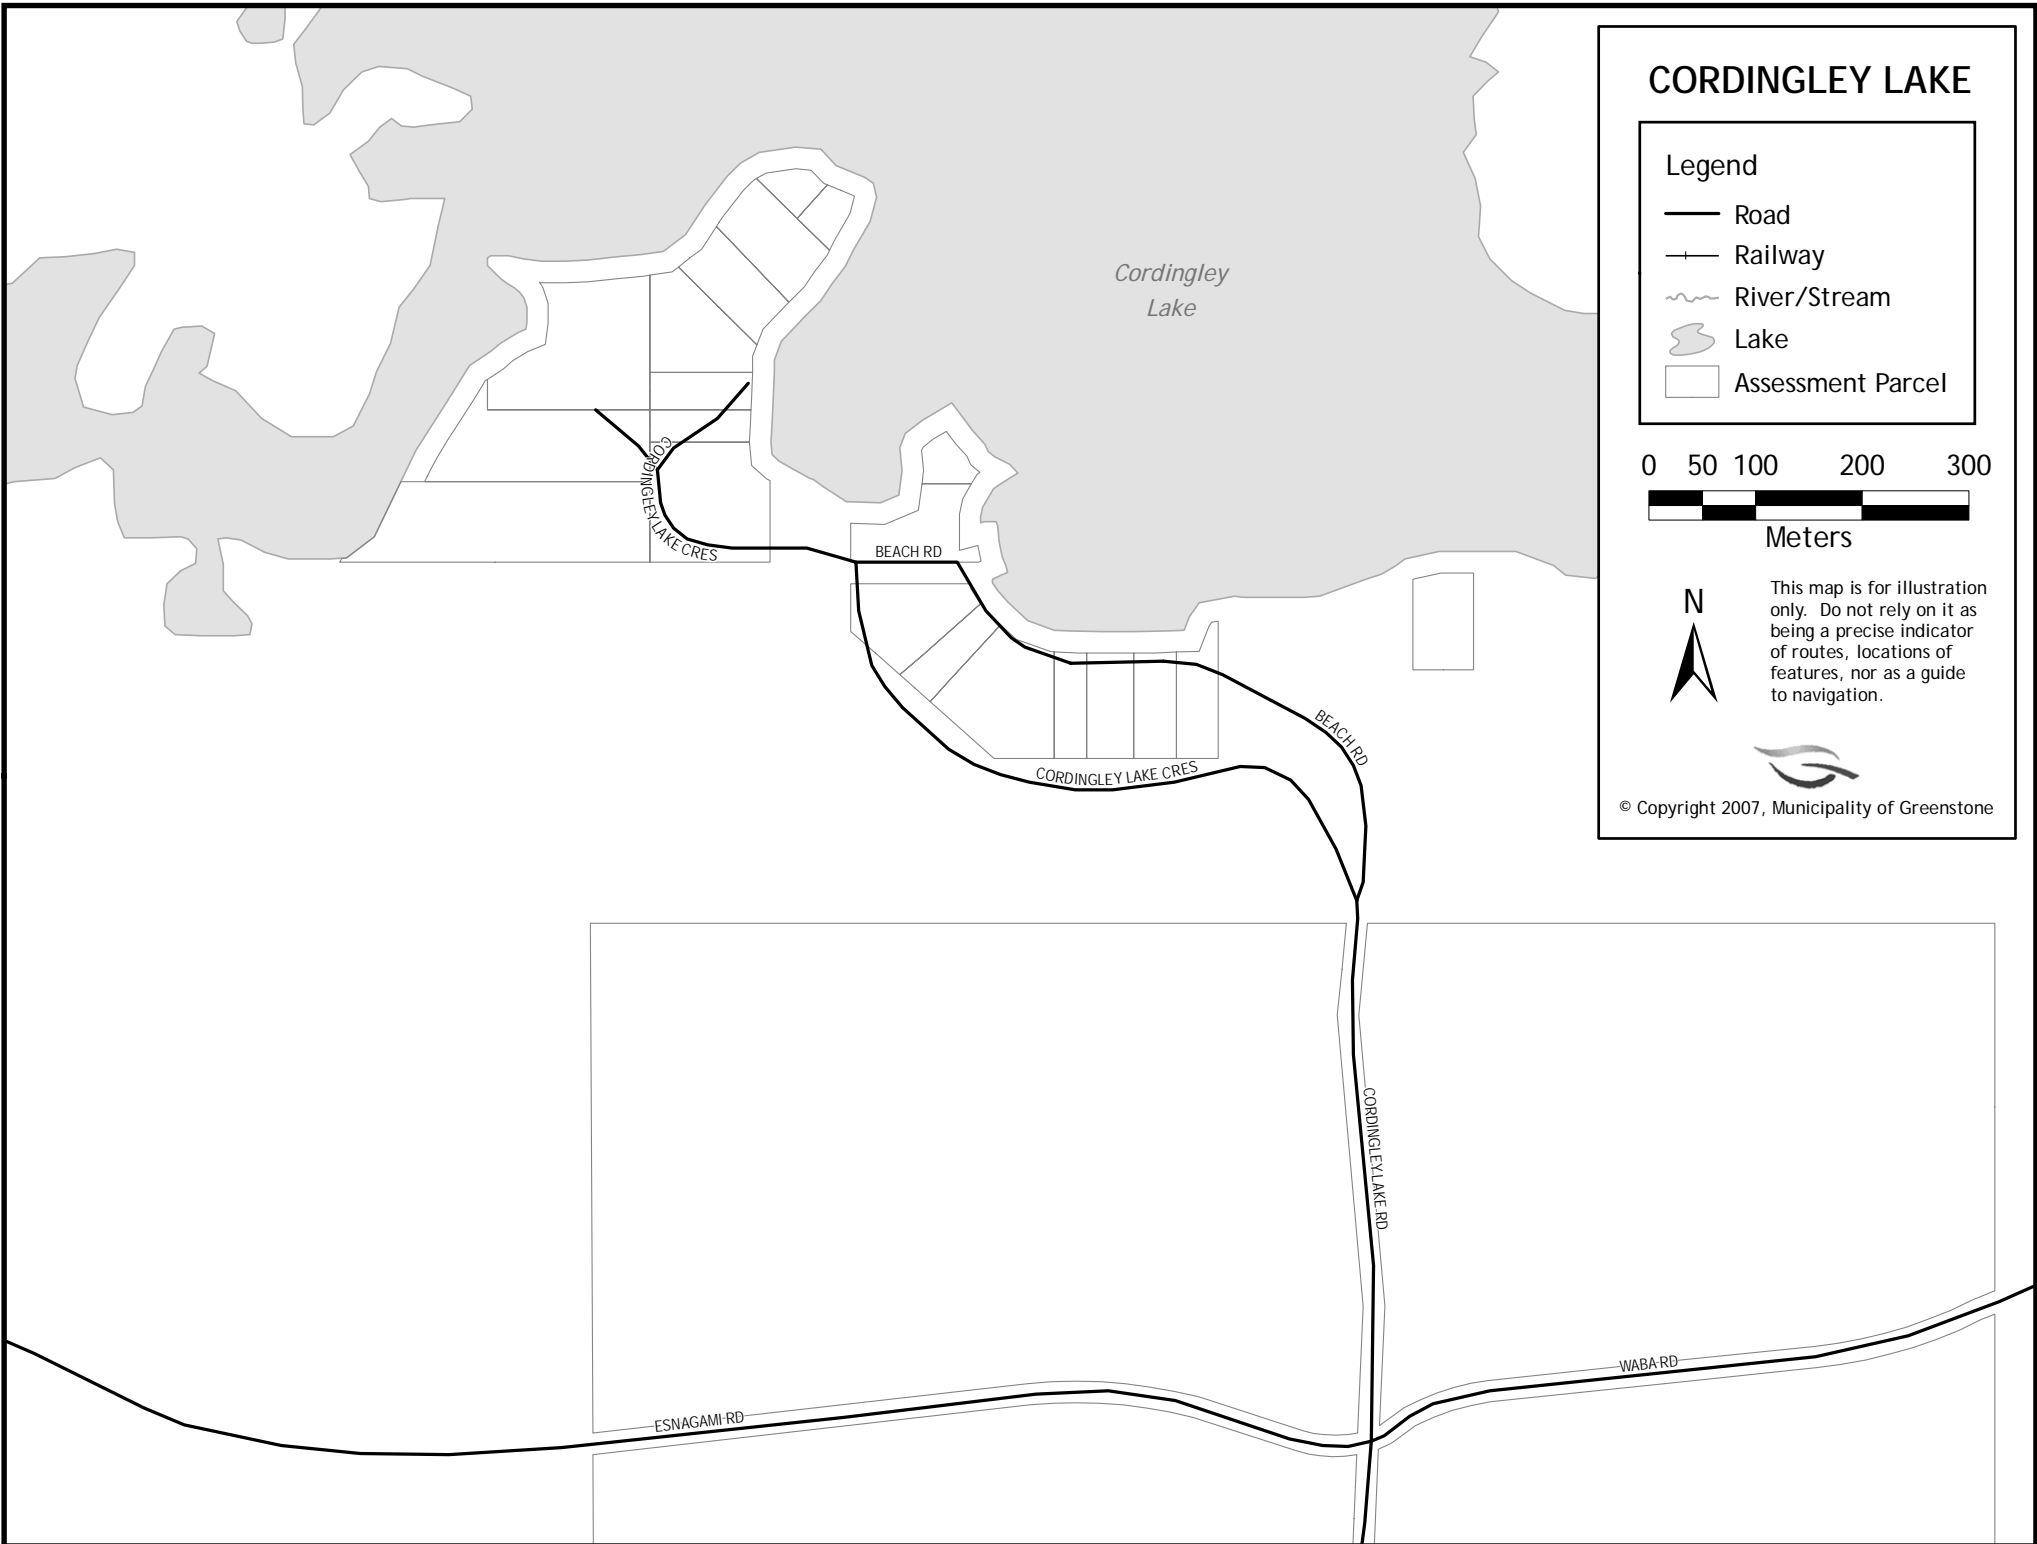 CORDINGLEY LAKE
Legend
Road
Railway
River/Stream
Lake
Assessment Parcel
0 50 100 200 300
Meters
N
This map is for illustration
only. Do not rely on it as
being a precise indicator
of routes, locations of
features, nor as a guide
to navigation.
© Copyright 2007, Municipality of Greenstone
Cordingley
Lake
CORDINGLEY LAKE CRES
BEACH RD
BEACH RD
CORDINGLEY LAKE CRES
CORDINGLEY LAKE RD
WABA RD
ESNAGAMI RD